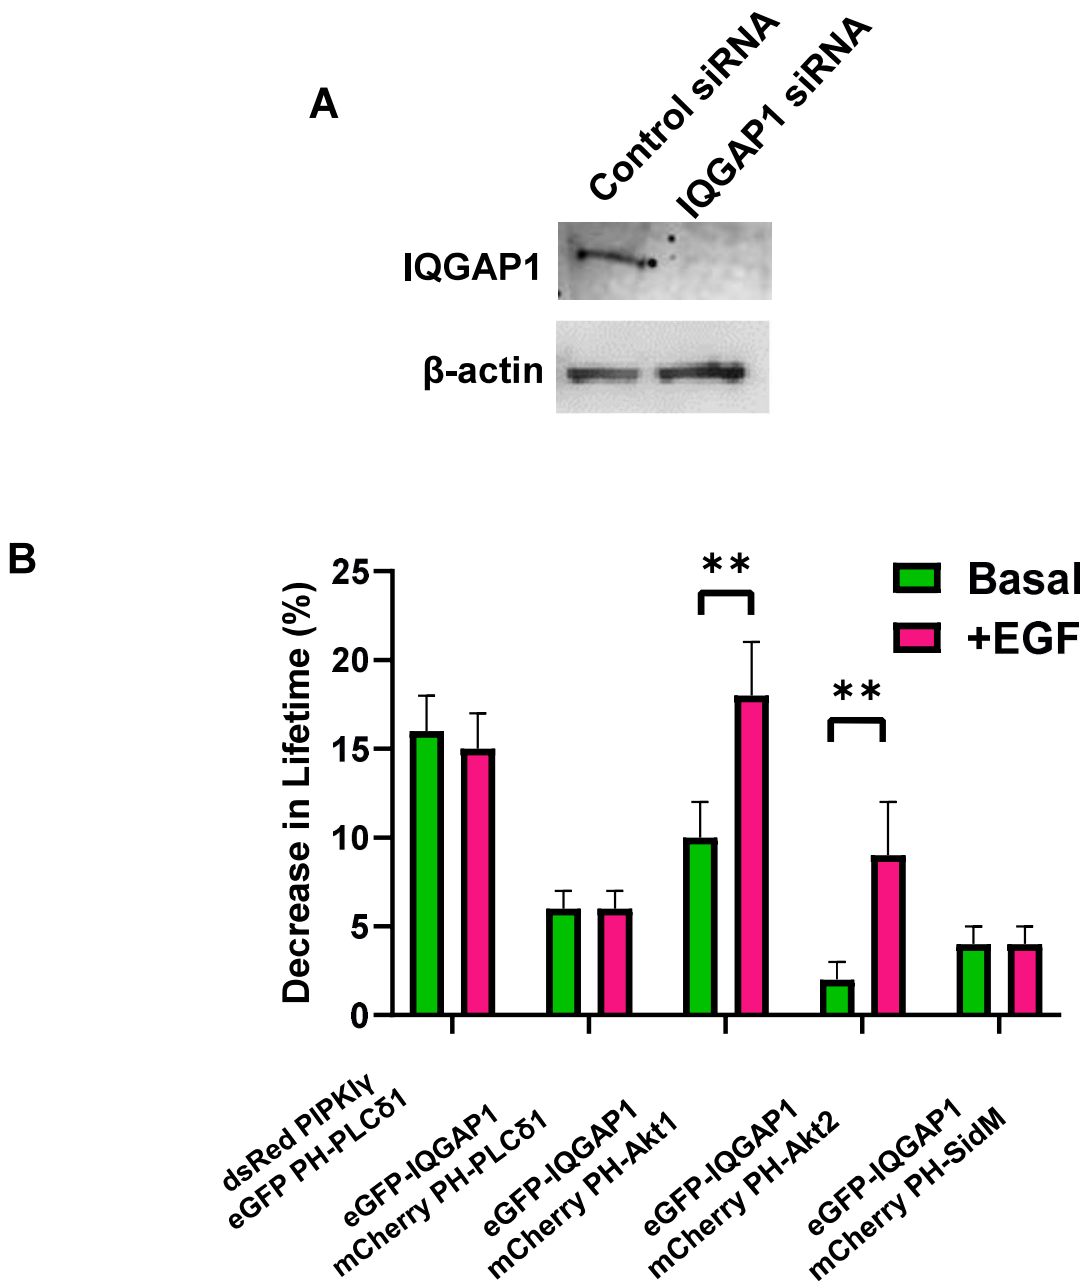 A
Control siRNA
IQGAP1 siRNA
IQGAP1
β-actin
B
Decrease in Lifetime (%)
25
20
15
10
5
0
**
**
Basal
+EGF
dsRed PIPKIγ
eGFP PH-PLCδ1
eGFP-IQGAP1
mCherry PH-PLCδ1
eGFP-IQGAP1
mCherry PH-Akt1
eGFP-IQGAP1
mCherry PH-Akt2
eGFP-IQGAP1
mCherry PH-SidM